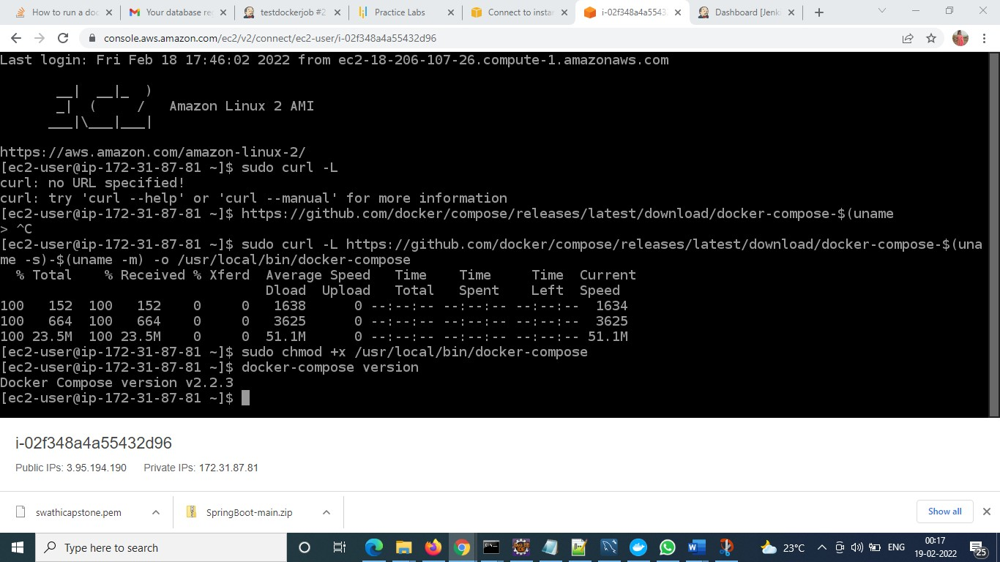 How to run a doc
Your database re
testdockerjob #2
Practice Labs
Connect to insta
i-02f348a4a5543
Dashboard [Jenk
console.aws.amazon.com/ec2/v2/connect/ec2-user/i-02f348a4a55432d96
Last login: Fri Feb 18 17:46:02 2022 from ec2-18-206-107-26.compute-1.amazonaws.com
       __|  __|_  )
       _|  (     /   Amazon Linux 2 AMI
      ___|\___|___|
https://aws.amazon.com/amazon-linux-2/
[ec2-user@ip-172-31-87-81 ~]$ sudo curl -L
curl: no URL specified!
curl: try 'curl --help' or 'curl --manual' for more information
[ec2-user@ip-172-31-87-81 ~]$ https://github.com/docker/compose/releases/latest/download/docker-compose-$(uname
> ^C
[ec2-user@ip-172-31-87-81 ~]$ sudo curl -L https://github.com/docker/compose/releases/latest/download/docker-compose-$(una
me -s)-$(uname -m) -o /usr/local/bin/docker-compose
  % Total    % Received % Xferd  Average Speed   Time    Time     Time  Current
                                 Dload  Upload   Total   Spent    Left  Speed
100   152  100   152    0     0   1638      0 --:--:-- --:--:-- --:--:--  1634
100   664  100   664    0     0   3625      0 --:--:-- --:--:-- --:--:--  3625
100 23.5M  100 23.5M    0     0  51.1M      0 --:--:-- --:--:-- --:--:-- 51.1M
[ec2-user@ip-172-31-87-81 ~]$ sudo chmod +x /usr/local/bin/docker-compose
[ec2-user@ip-172-31-87-81 ~]$ docker-compose version
Docker Compose version v2.2.3
[ec2-user@ip-172-31-87-81 ~]$
i-02f348a4a55432d96
Public IPs: 3.95.194.190 Private IPs: 172.31.87.81
swathicapstone.pem
SpringBoot-main.zip
Show all
Type here to search
23°C
ENG
00:17
19-02-2022
25